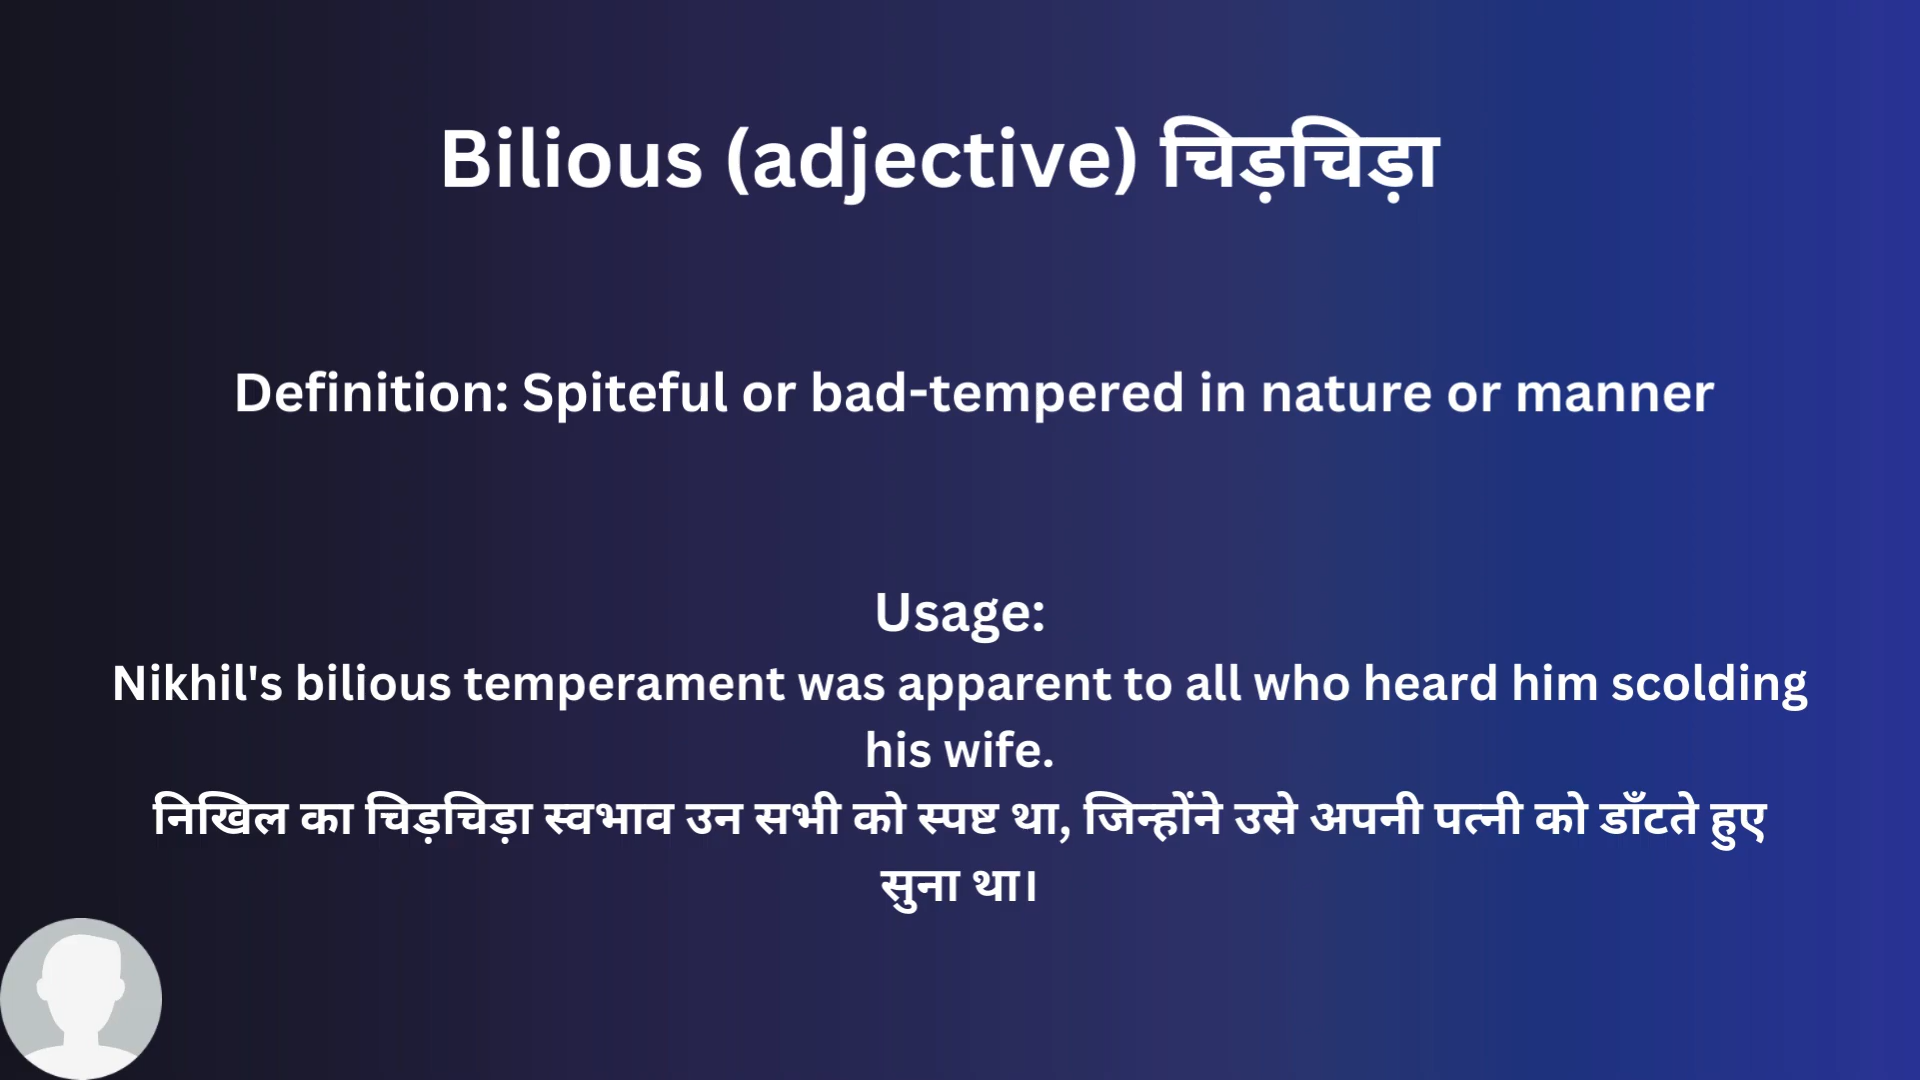 Bilious (adjective) चिड़चिड़ा
Definition: Spiteful or bad-tempered in nature or manner
Usage:
Nikhil's bilious temperament was apparent to all who heard him scolding
his wife.
निखिल का चिड़चिड़ा स्वभाव उन सभी को स्पष्ट था, जिन्होंने उसे अपनी पत्नी को डाँटते हुए
सुना था।